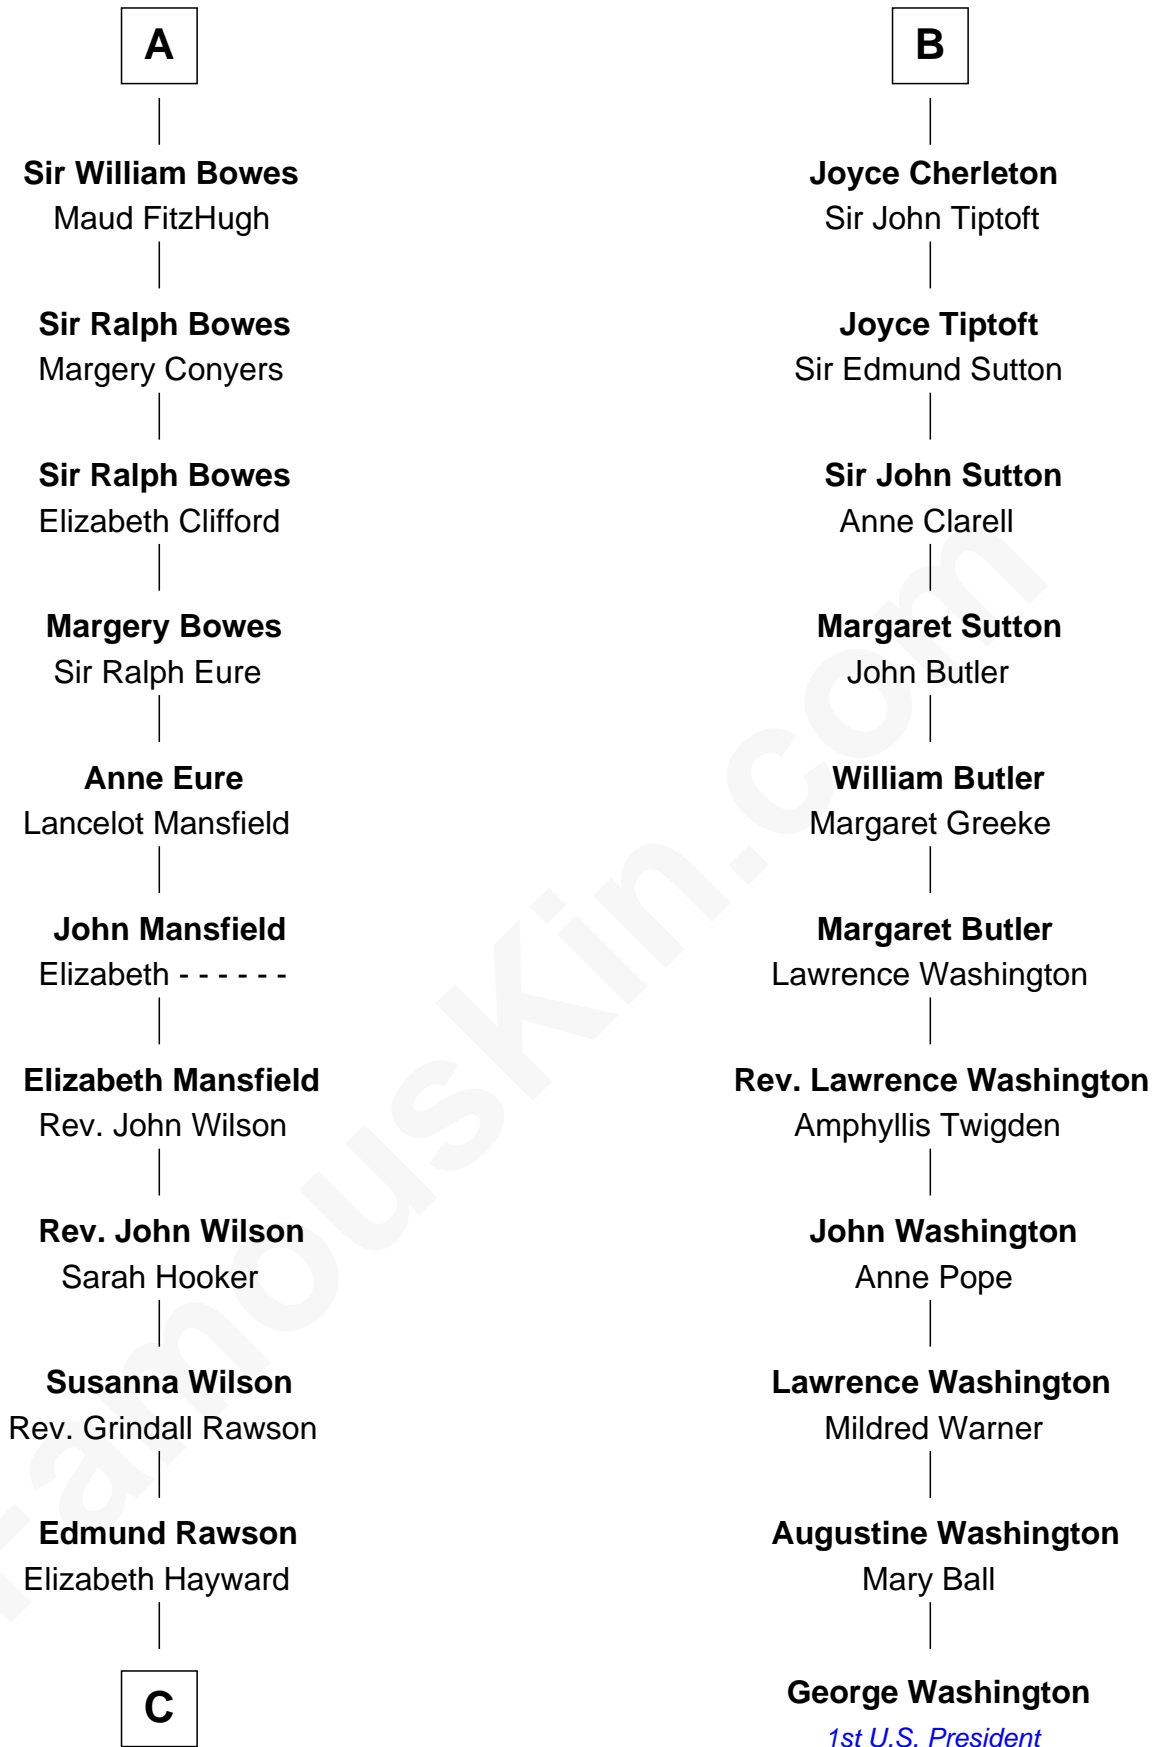 A
Sir William Bowes
Maud FitzHugh
Sir Ralph Bowes
Margery Conyers
Sir Ralph Bowes
Elizabeth Clifford
Margery Bowes
Sir Ralph Eure
Anne Eure
Lancelot Mansfield
John Mansfield
Elizabeth - - - - - -
Elizabeth Mansfield
Rev. John Wilson
Rev. John Wilson
Sarah Hooker
Susanna Wilson
Rev. Grindall Rawson
Edmund Rawson
Elizabeth Hayward
C
B
Joyce Cherleton
Sir John Tiptoft
Joyce Tiptoft
Sir Edmund Sutton
Sir John Sutton
Anne Clarell
Margaret Sutton
John Butler
William Butler
Margaret Greeke
Margaret Butler
Lawrence Washington
Rev. Lawrence Washington
Amphyllis Twigden
John Washington
Anne Pope
Lawrence Washington
Mildred Warner
Augustine Washington
Mary Ball
George Washington
1st U.S. President
FamousKin.com